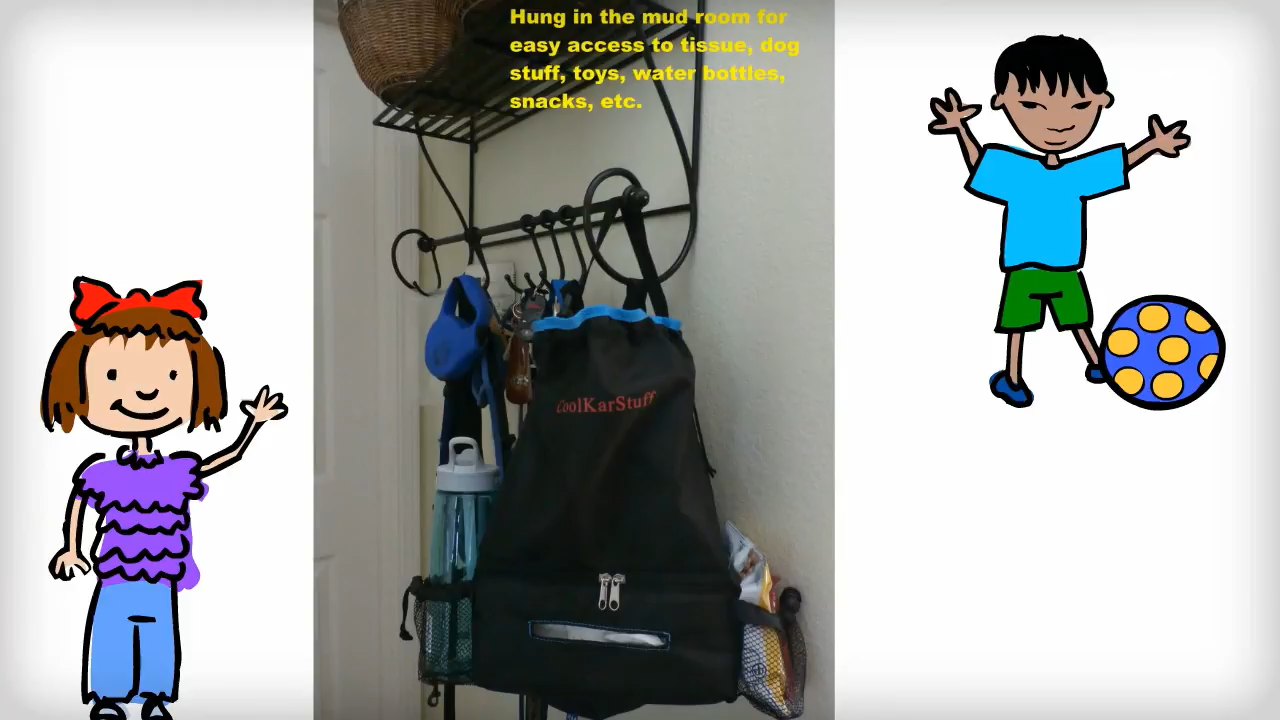 Hung in the mud room for
easy access to tissue, dog
stuff, toys, water bottles,
snacks, etc.
CoolKarStuff